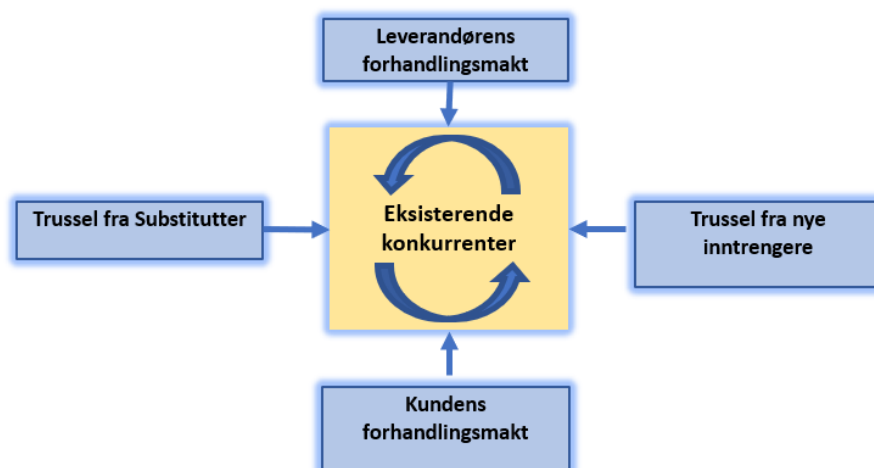 Leverandørens
forhandlingsmakt
Trussel fra Substitutter
Eksisterende
konkurrenter
Trussel fra nye
inntrengere
Kundens
forhandlingsmakt